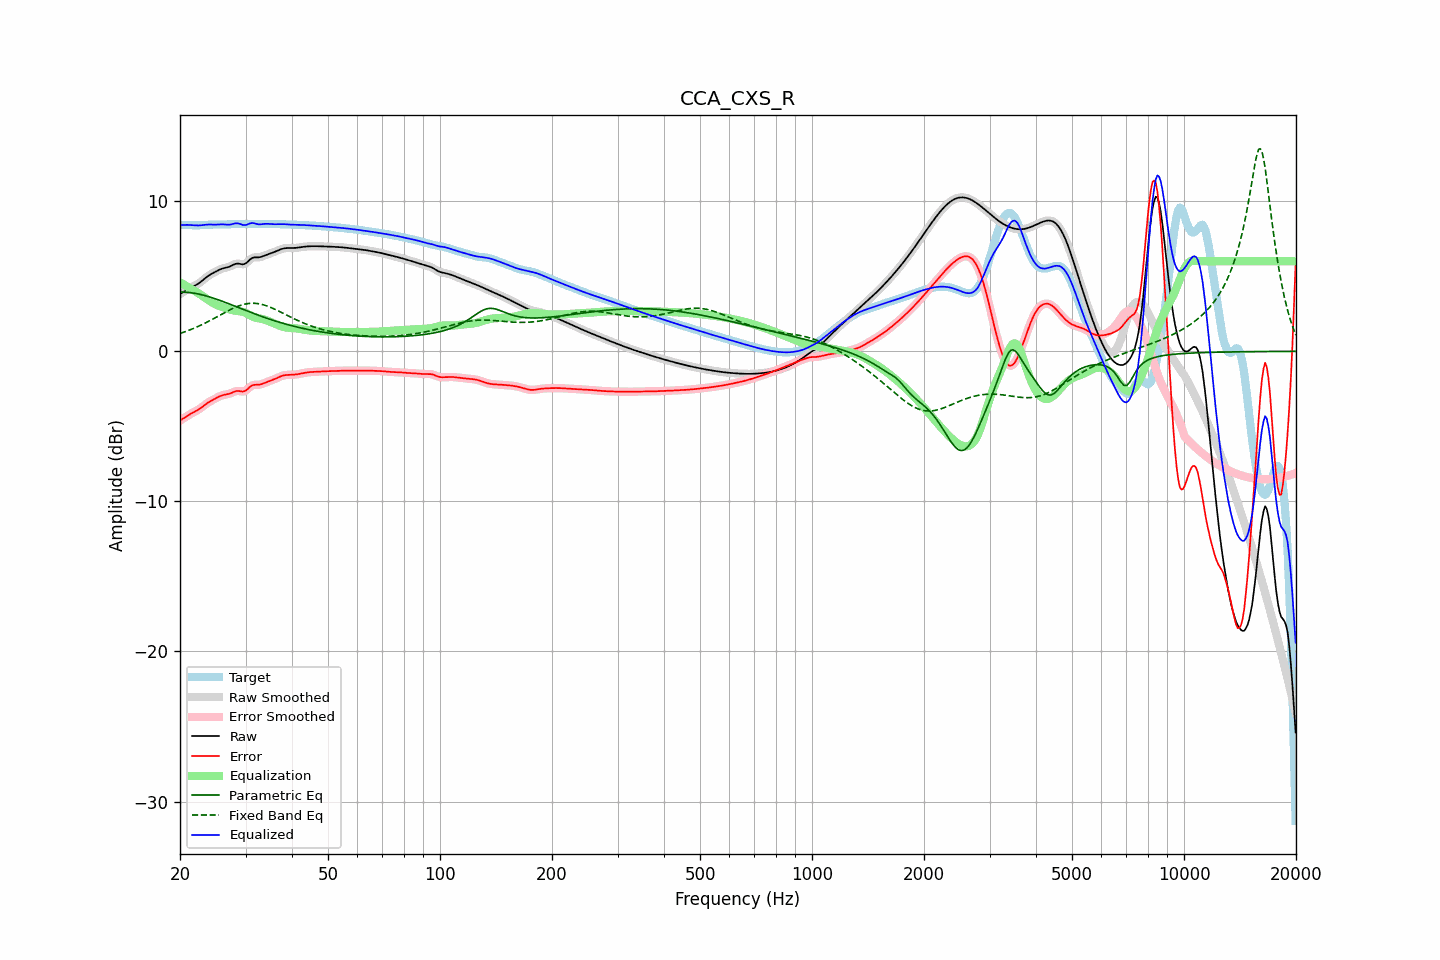 CCA_CXS_R
10
0
−10
−20
−30
Amplitude (dBr)
Target
Raw Smoothed
Error Smoothed
Raw
Error
Equalization
Parametric Eq
Fixed Band Eq
Equalized
20 50 100 200 500 1000 2000 5000 10000 20000
Frequency (Hz)